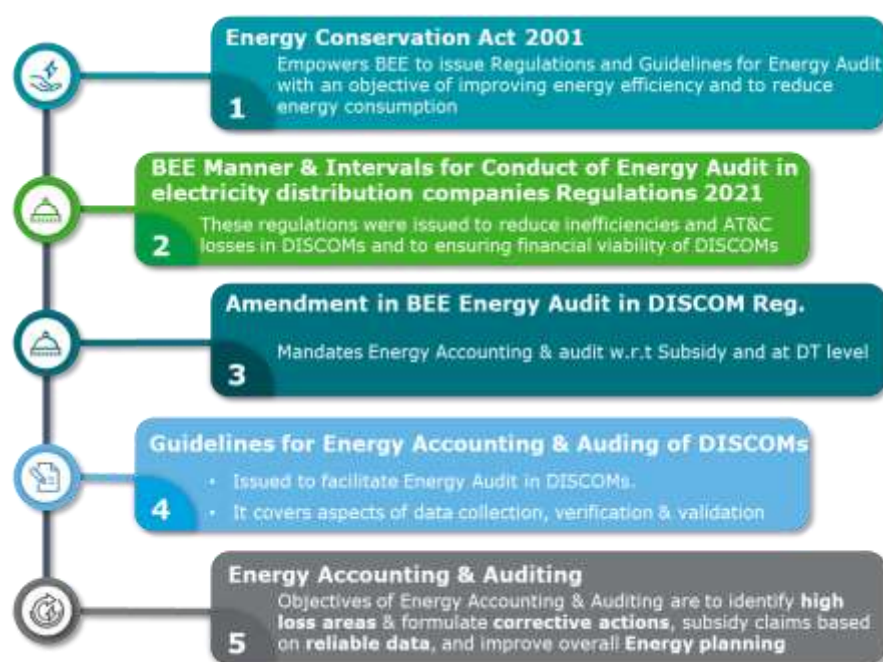 Energy Conservation Act 2001
Empowers BEE to issue Regulations and Guidelines for Energy Audit
with an objective of improving energy efficiency and to reduce
energy consumption
1
BEE Manner & Intervals for Conduct of Energy Audit in
electricity distribution companies Regulations 2021
These regulations were issued to reduce inefficiencies and AT&C
losses in DISCOMs and to ensuring financial viability of DISCOMs
2
Amendment in BEE Energy Audit in DISCOM Reg.
Mandates Energy Accounting & audit w.r.t Subsidy and at DT level
3
Guidelines for Energy Accounting & Auding of DISCOMs
• Issued to facilitate Energy Audit in DISCOMs.
• It covers aspects of data collection, verification & validation
4
Energy Accounting & Auditing
Objectives of Energy Accounting & Auditing are to identify high
loss areas & formulate corrective actions, subsidy claims based
on reliable data, and improve overall Energy planning
5